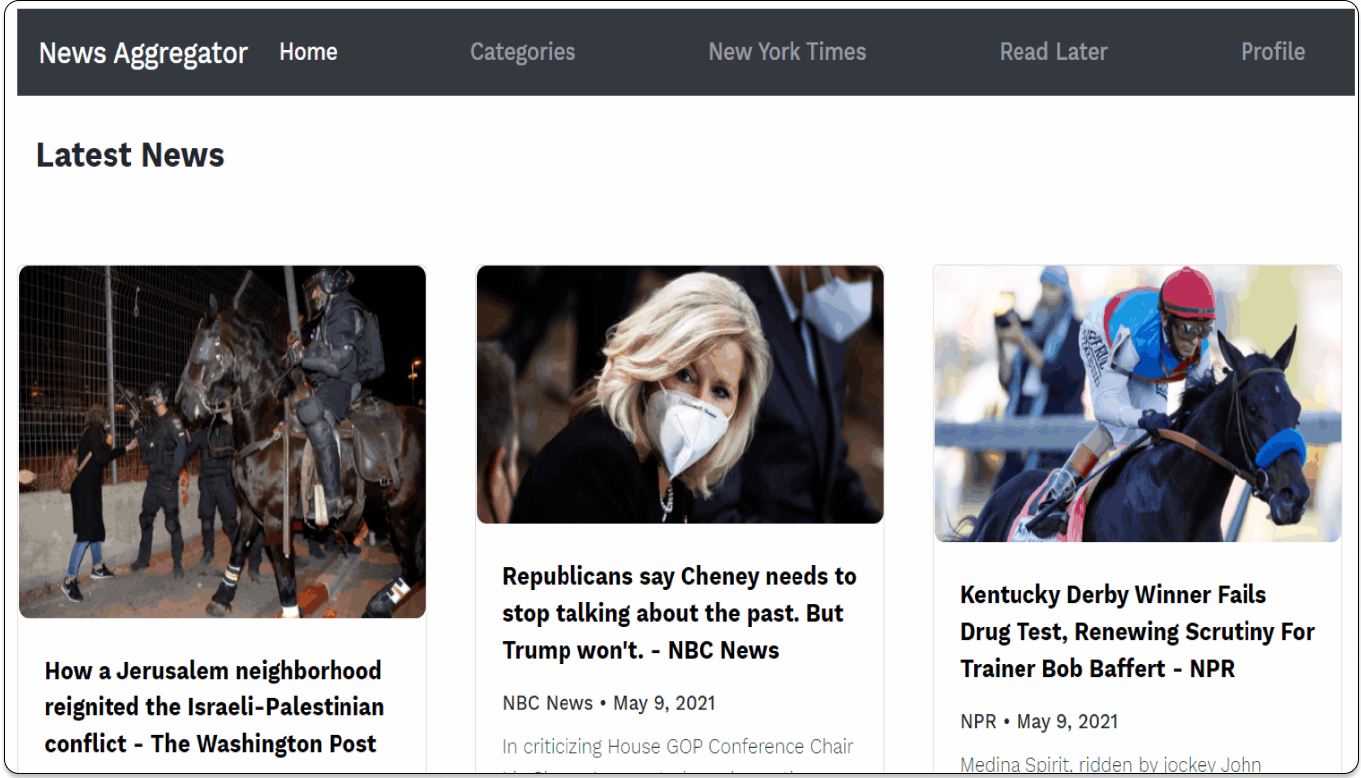 News Aggregator Home Categories New York Times Read Later Profile
Latest News
How a Jerusalem neighborhood
reignited the Israeli-Palestinian
conflict - The Washington Post
Republicans say Cheney needs to
stop talking about the past. But
Trump won't. - NBC News
NBC News • May 9, 2021
In criticizing House GOP Conference Chair
Kentucky Derby Winner Fails
Drug Test, Renewing Scrutiny For
Trainer Bob Baffert - NPR
NPR • May 9, 2021
Medina Spirit, ridden by jockey John